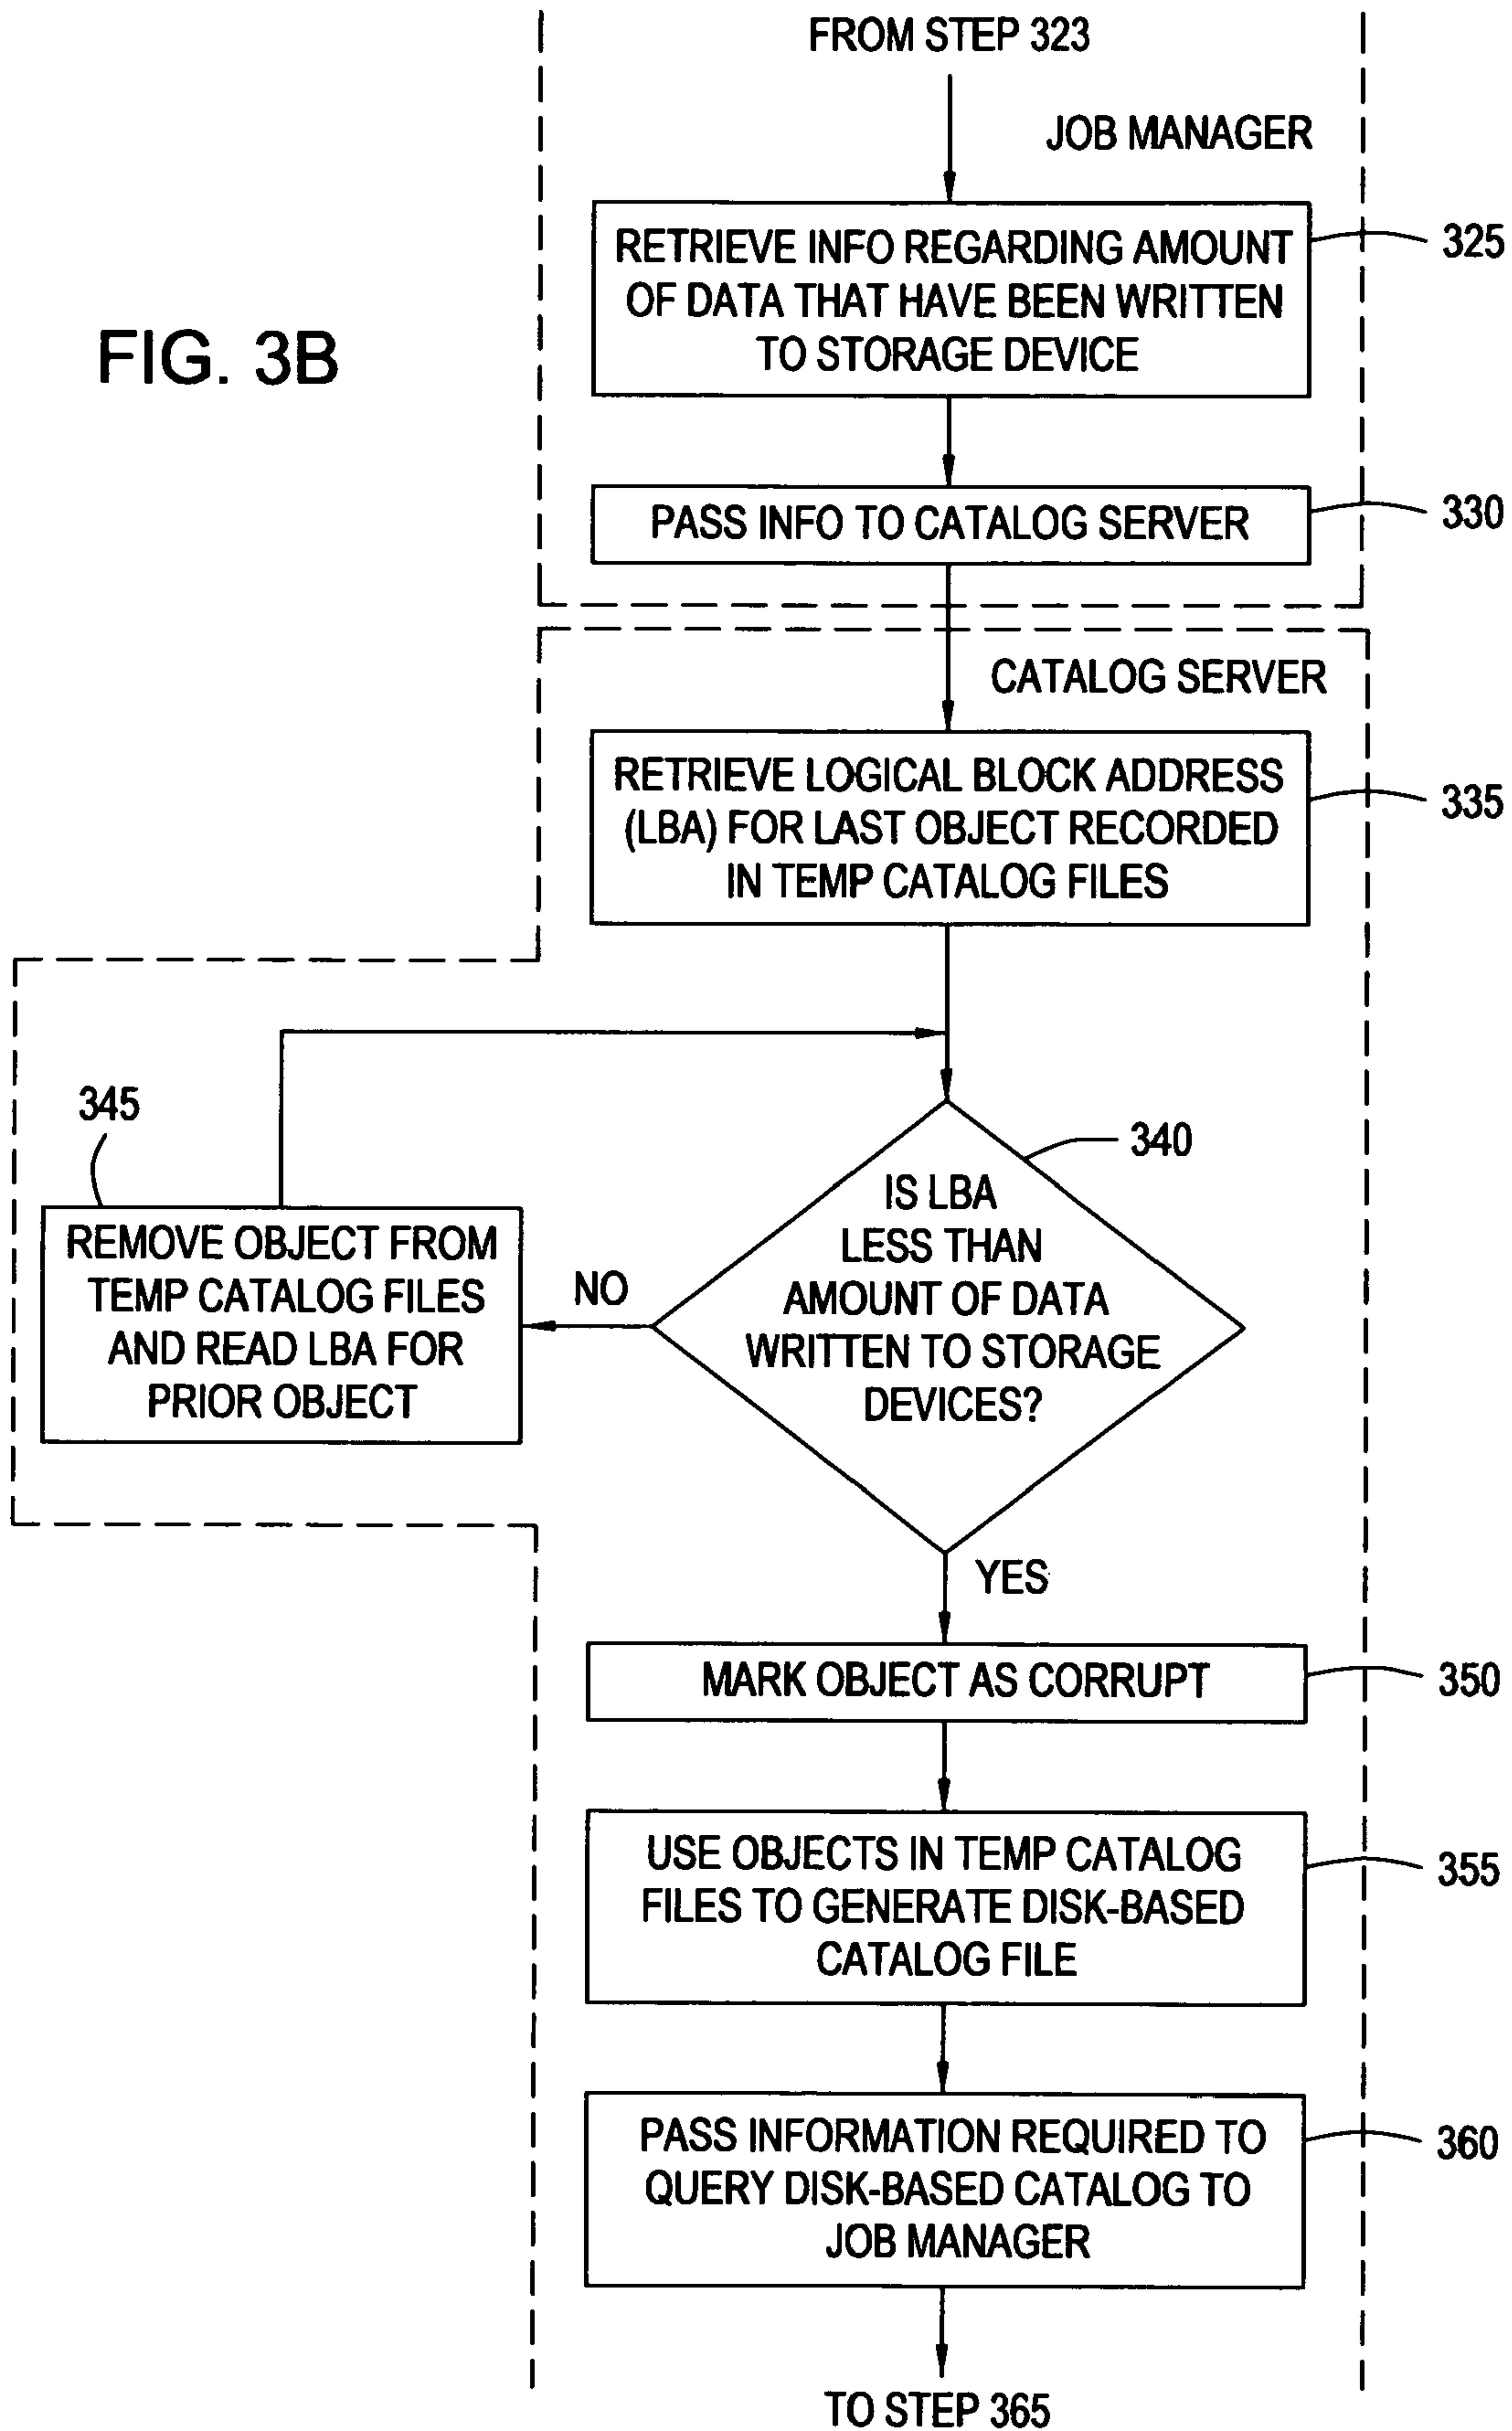 FROM STEP 323
JOB MANAGER
RETRIEVE INFO REGARDING AMOUNT
OF DATA THAT HAVE BEEN WRITTEN
TO STORAGE DEVICE
325
FIG. 3B
PASS INFO TO CATALOG SERVER
330
CATALOG SERVER
RETRIEVE LOGICAL BLOCK ADDRESS
(LBA) FOR LAST OBJECT RECORDED
IN TEMP CATALOG FILES
335
345
REMOVE OBJECT FROM
TEMP CATALOG FILES
AND READ LBA FOR
PRIOR OBJECT
NO
340
IS LBA
LESS THAN
AMOUNT OF DATA
WRITTEN TO STORAGE
DEVICES?
YES
MARK OBJECT AS CORRUPT
350
USE OBJECTS IN TEMP CATALOG
FILES TO GENERATE DISK-BASED
CATALOG FILE
355
PASS INFORMATION REQUIRED TO
QUERY DISK-BASED CATALOG TO
JOB MANAGER
360
TO STEP 365